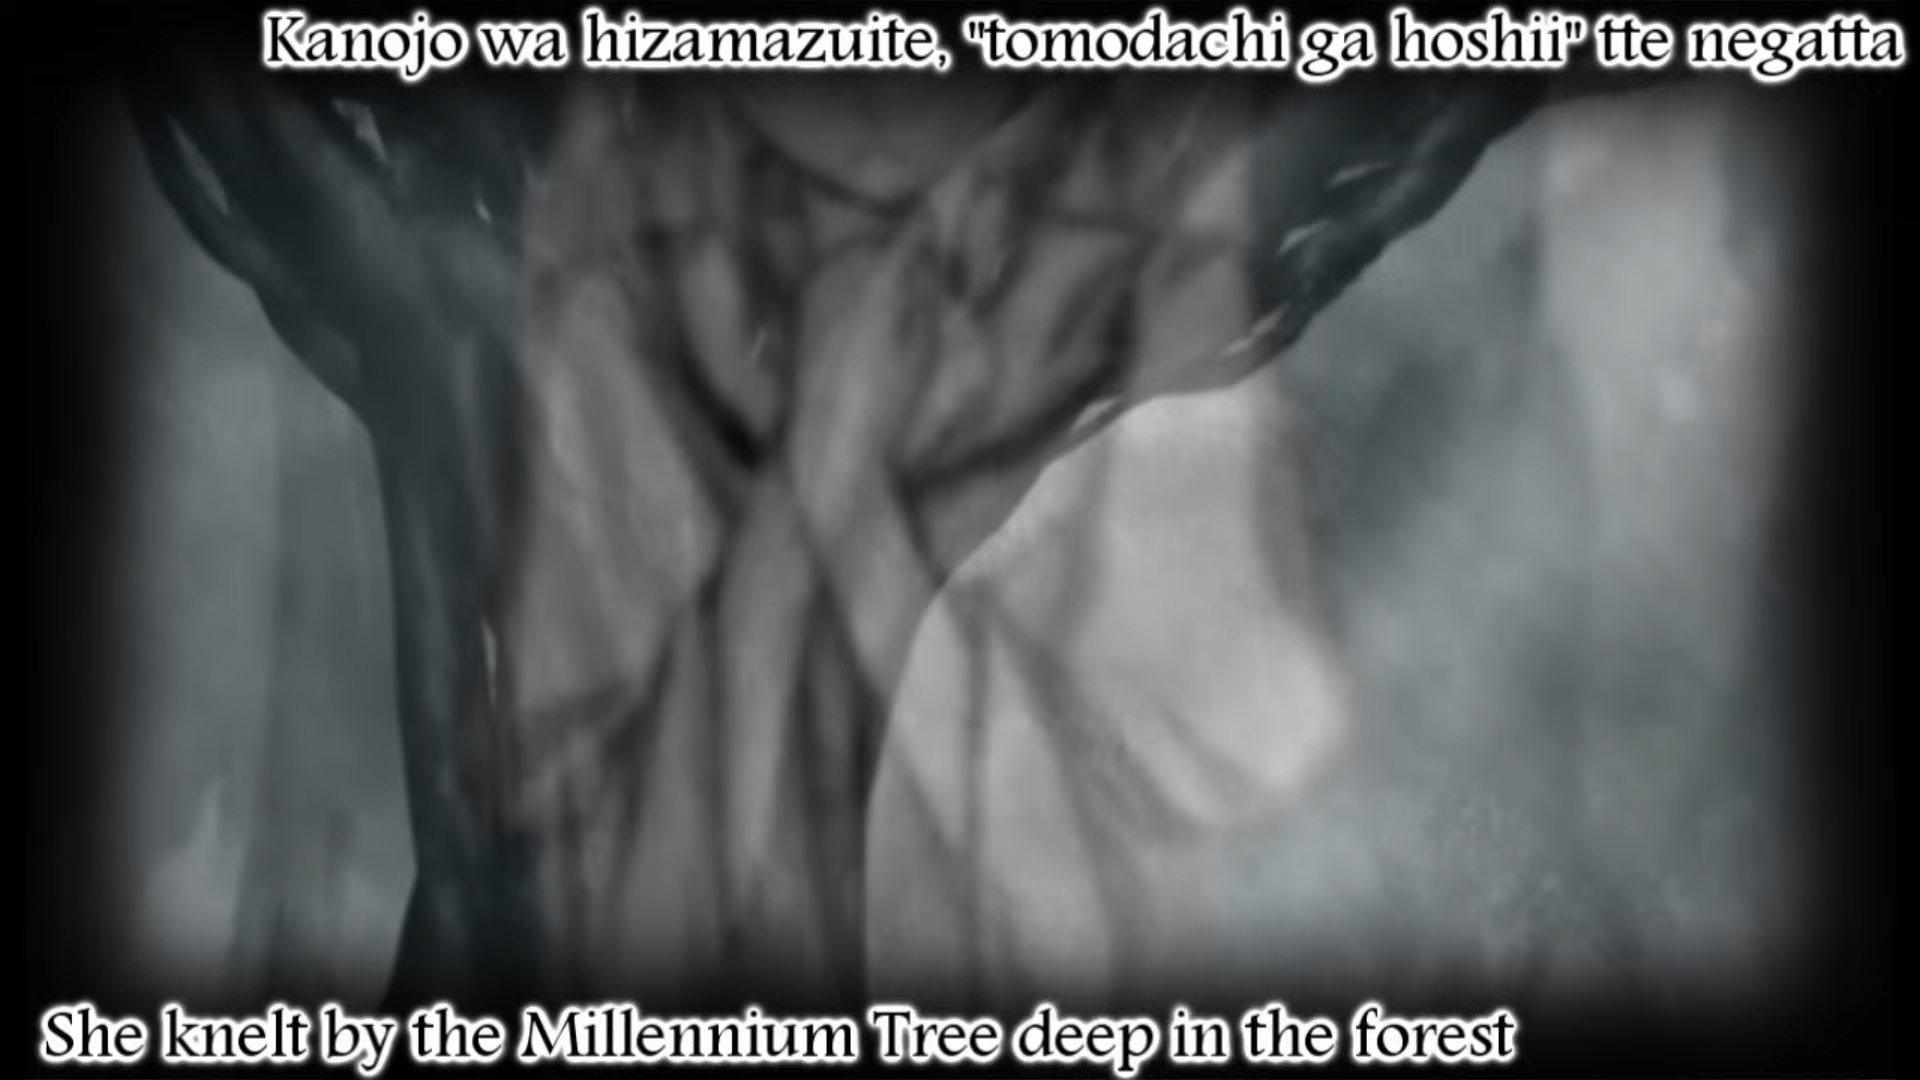 Kanojo wa hizamazuite, "tomodachi ga hoshii" tte negatta
She knelt by the Millennium Tree deep in the forest